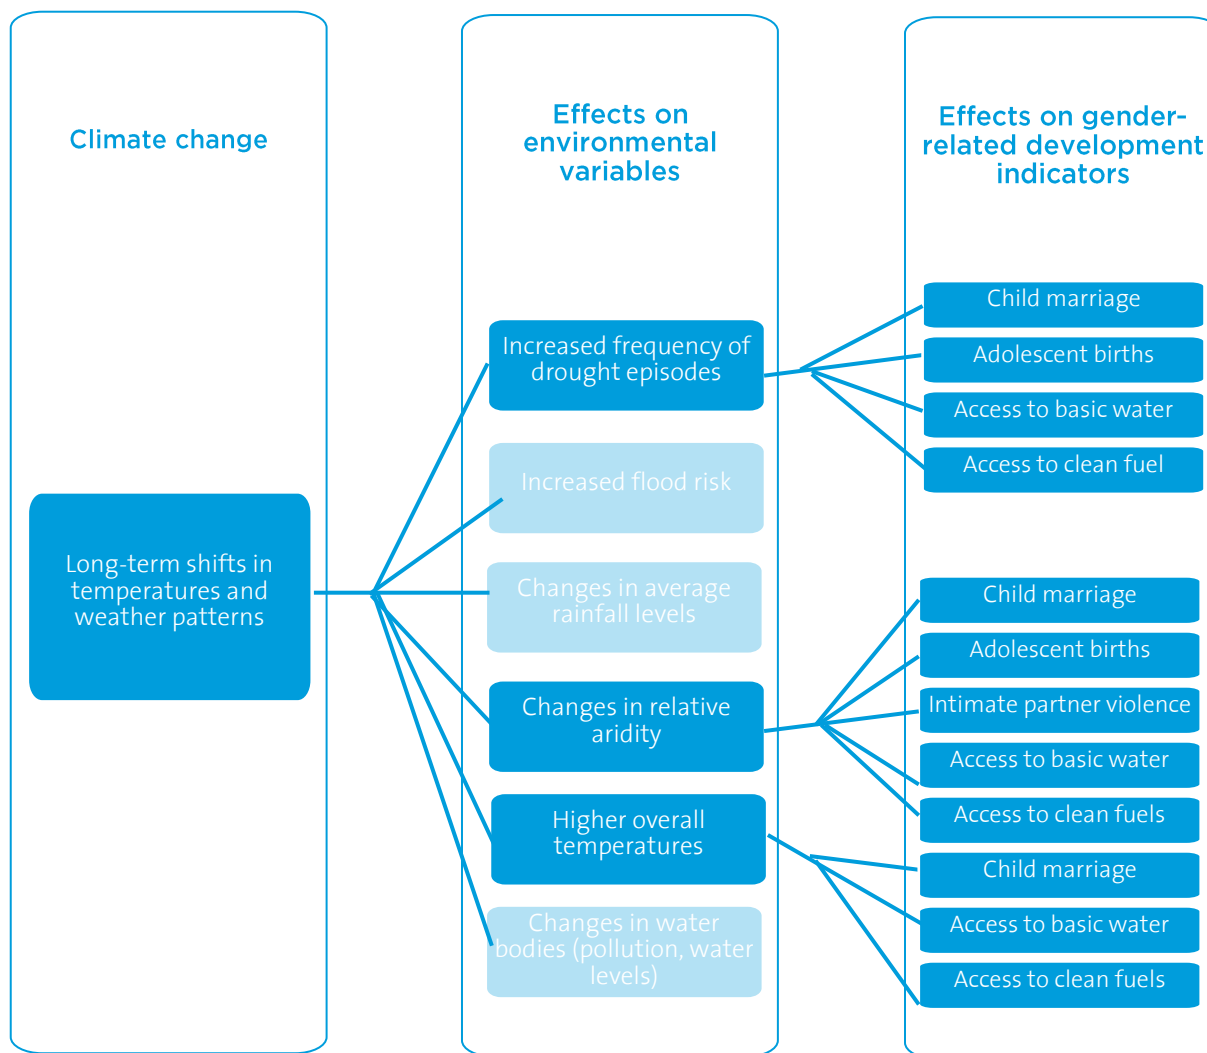 Climate change
Effects on
environmental
variables
Effects on gender-
related development
indicators
Long-term shifts in
temperatures and
weather patterns
Increased frequency of
drought episodes
Increased flood risk
Changes in average
rainfall levels
Changes in relative
aridity
Higher overall
temperatures
Changes in water
bodies (pollution, water
levels)
Child marriage
Adolescent births
Access to basic water
Access to clean fuel
Child marriage
Adolescent births
Intimate partner violence
Access to basic water
Access to clean fuels
Child marriage
Access to basic water
Access to clean fuels